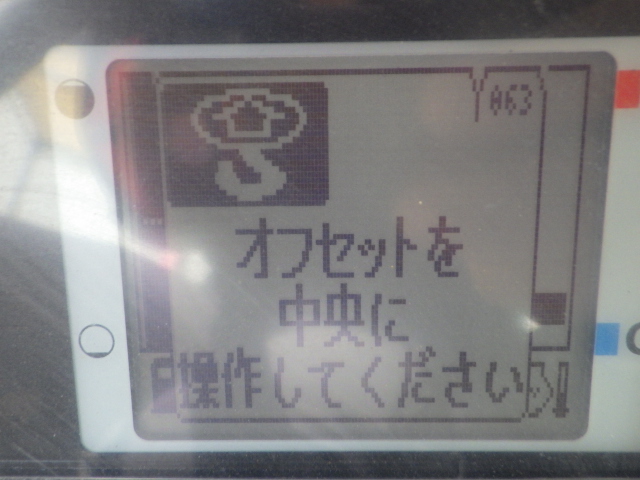 063
オフセットを
中央に
操作してください